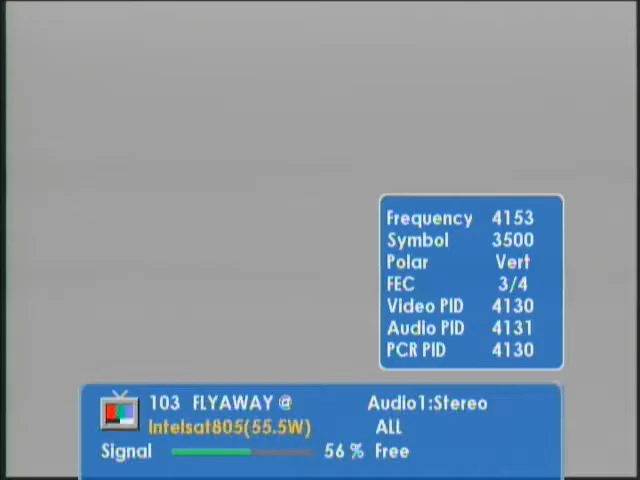 Frequency 4153
Symbol 3500
Polar Vert
FEC 3/4
Video PID 4130
Audio PID 4131
PCR PID 4130
103 FLYAWAY @ Audio1:Stereo
Intelsat805(55.5W) ALL
Signal 56 % Free